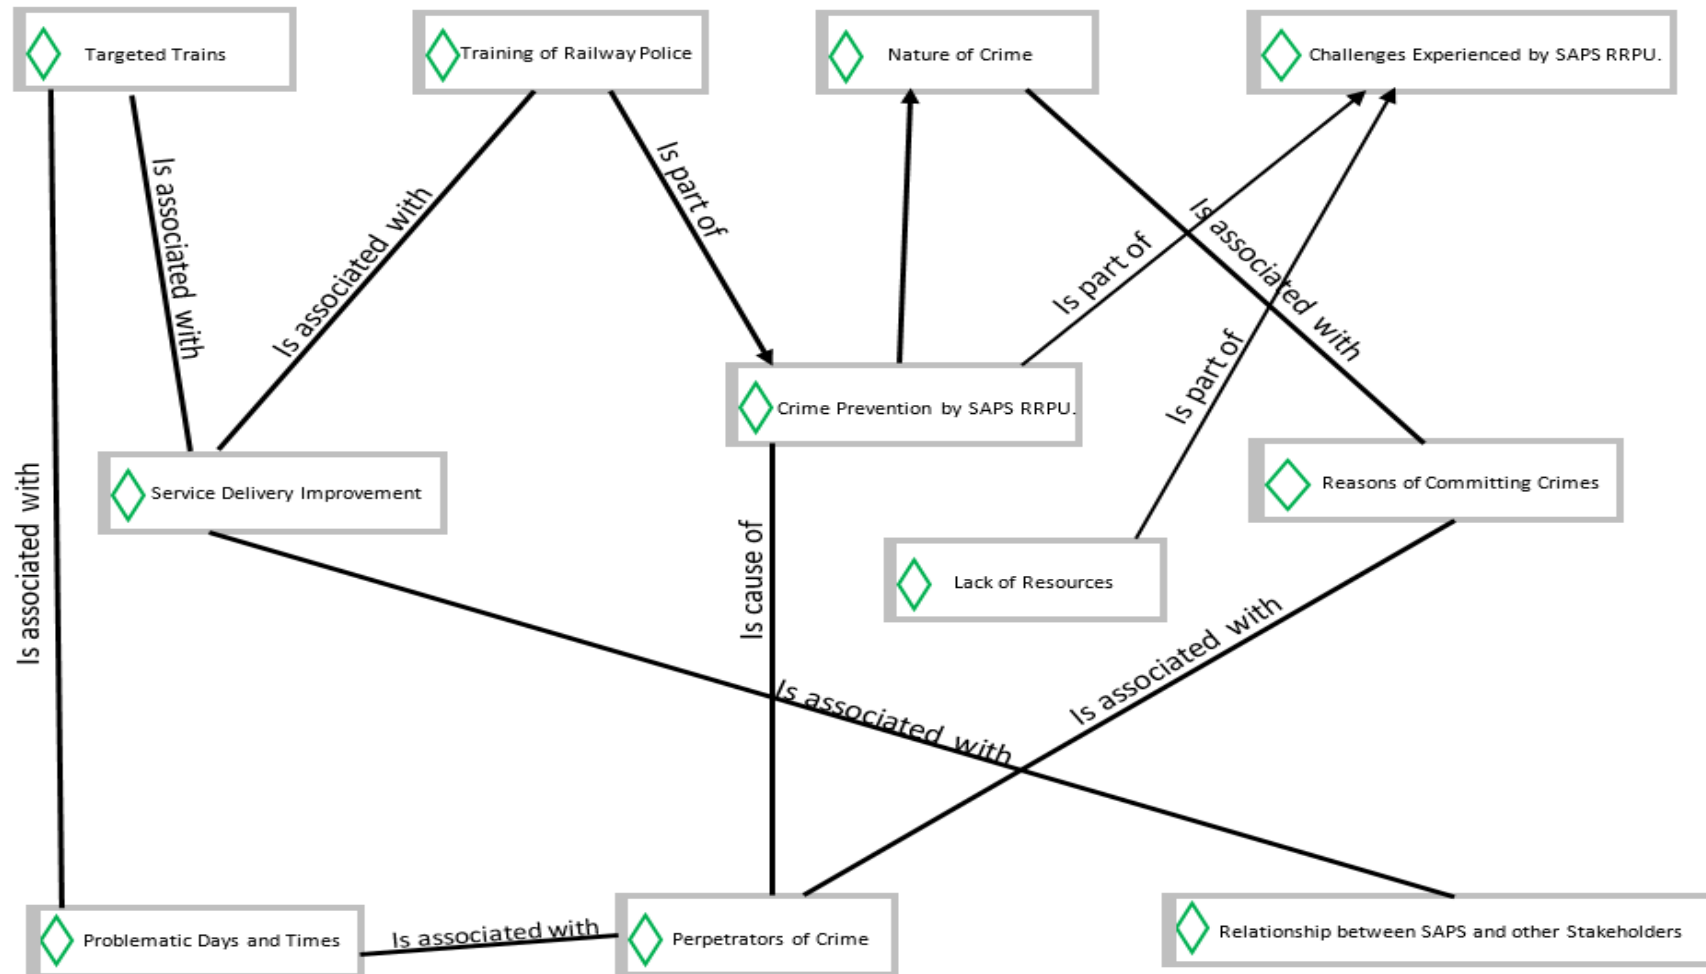 Targeted Trains
Training of Railway Police
Nature of Crime
Challenges Experienced by SAPS RRPU.
Is associated with
Is associated with
Is part of
Is part of
Is associated with
Is part of
Crime Prevention by SAPS RRPU.
Service Delivery Improvement
Reasons of Committing Crimes
Is associated with
Is cause of
Lack of Resources
Is associated with
Is associated with
Problematic Days and Times
Is associated with
Perpetrators of Crime
Relationship between SAPS and other Stakeholders